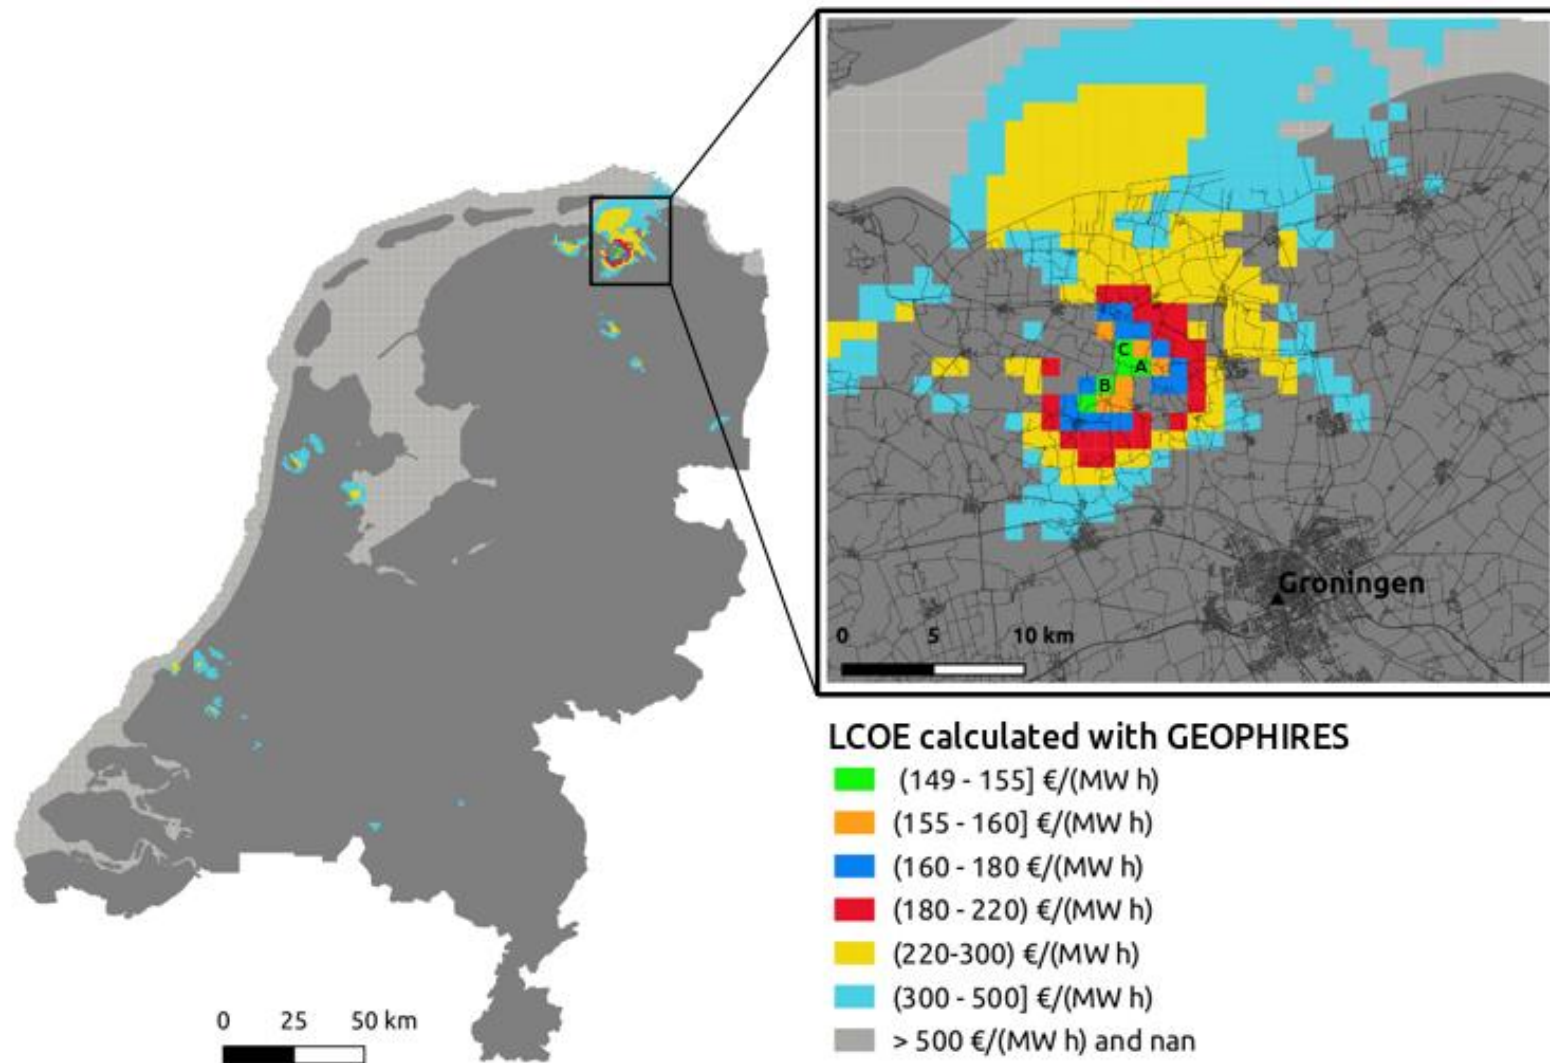 C
A
B
Groningen
0 5 10 km
LCOE calculated with GEOPHIRES
(149 - 155] €/(MW h)
(155 - 160] €/(MW h)
(160 - 180 €/(MW h)
(180 - 220) €/(MW h)
(220-300) €/(MW h)
(300 - 500] €/(MW h)
> 500 €/(MW h) and nan
0 25 50 km